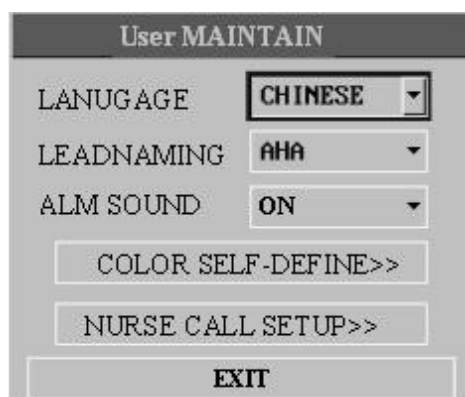 User MAINTAIN
LANUGAGE CHINESE
LEADNAMING AHA
ALM SOUND ON
COLOR SELF-DEFINE>>
NURSE CALL SETUP>>
EXIT